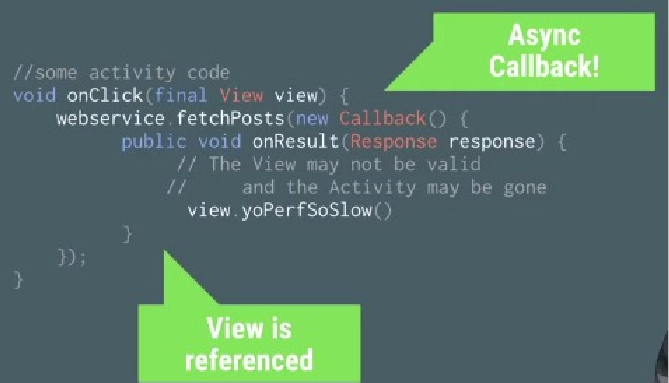 Async
Callback!
//some activity code
void onClick(final View view) {
webservice.fetchPosts(new Callback() {
public void onResult(Response response) {
// The View may not be valid
// and the Activity may be gone
view.yoPerfSoSlow()
}
});
}
View is
referenced